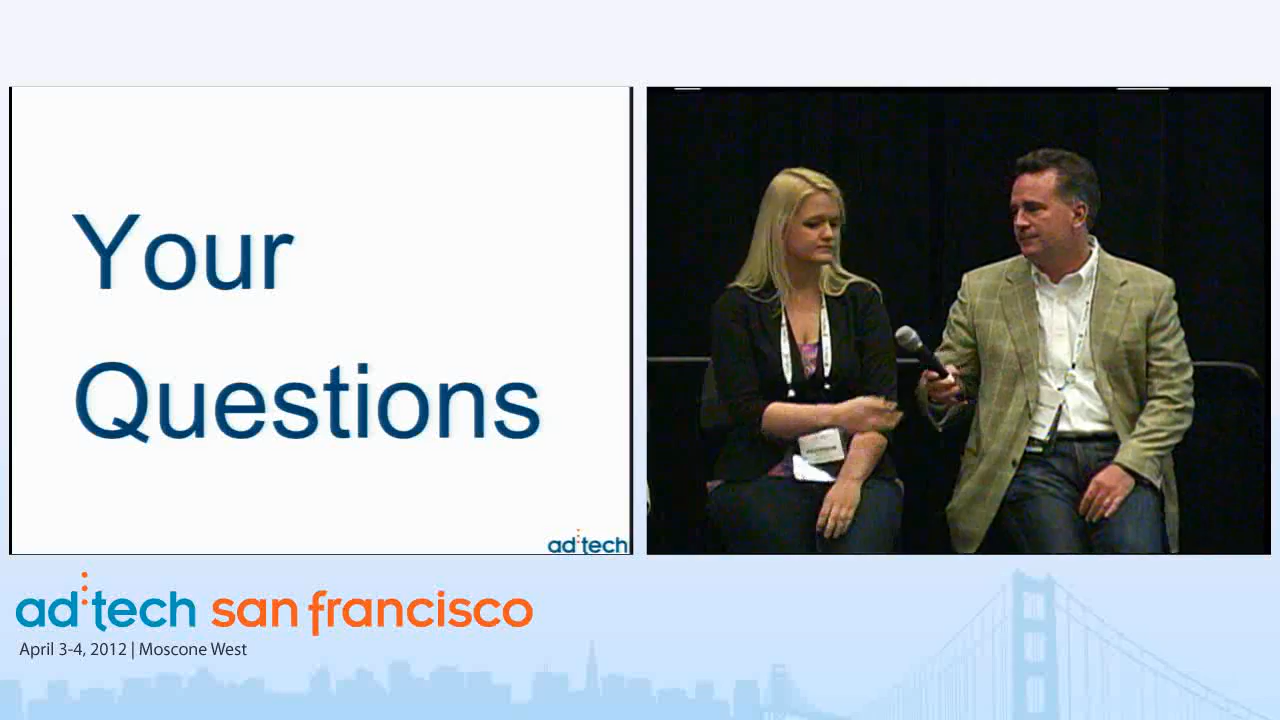 Your
Questions
ad:tech
ad:tech san francisco
April 3-4, 2012 | Moscone West